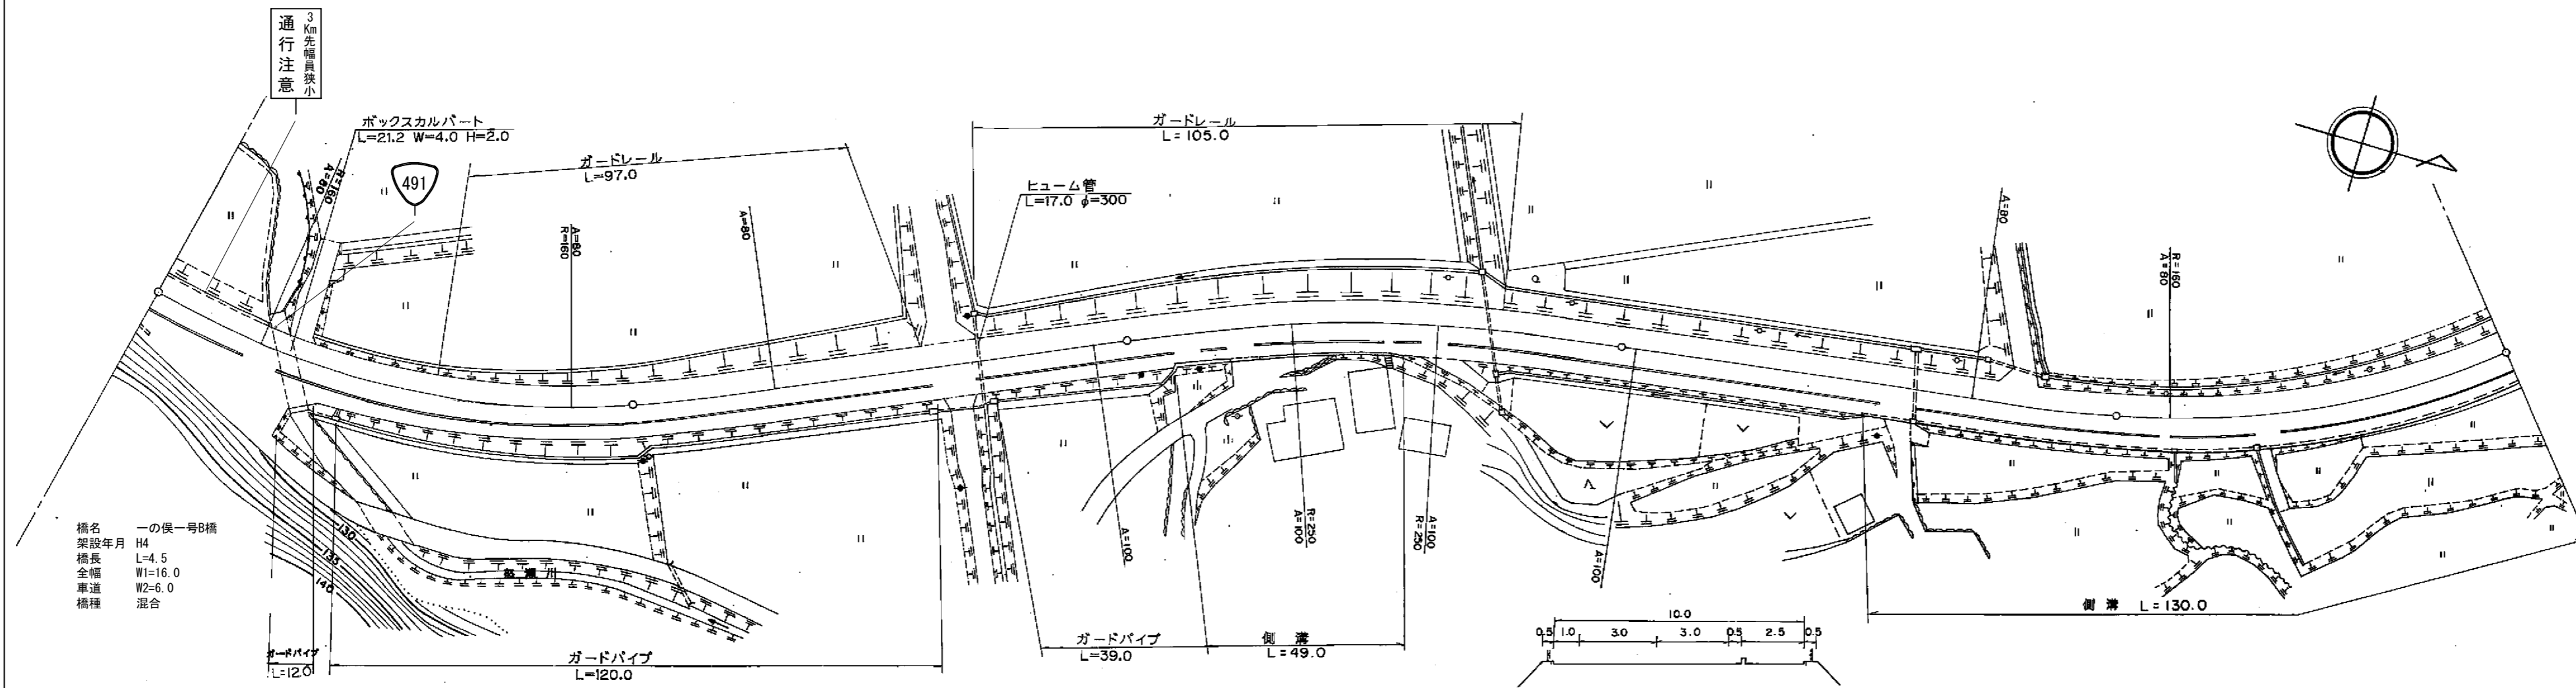 3Km先幅員狭小
通行注意
ボックスカルバート
L=21.2 W=4.0 H=2.0
R=160
A=80
491
ガードレール
L=97.0
A=80
R=160
A=80
ガードレール
L=105.0
ヒューム管
L=17.0 φ=300
A=80
R=160
A=80
橋名 一の俣一号B橋
架設年月 H4
橋長 L=4.5
全幅 W1=16.0
車道 W2=6.0
橋種 混合
130
135
140
A=100
R=250
A=100
A=100
R=250
A=100
ガードパイプ
L=12.0
ガードパイプ
L=120.0
ガードパイプ
L=39.0
側溝
L=49.0
側溝 L=130.0
10.0
0.5 1.0 3.0 3.0 0.5 2.5 0.5